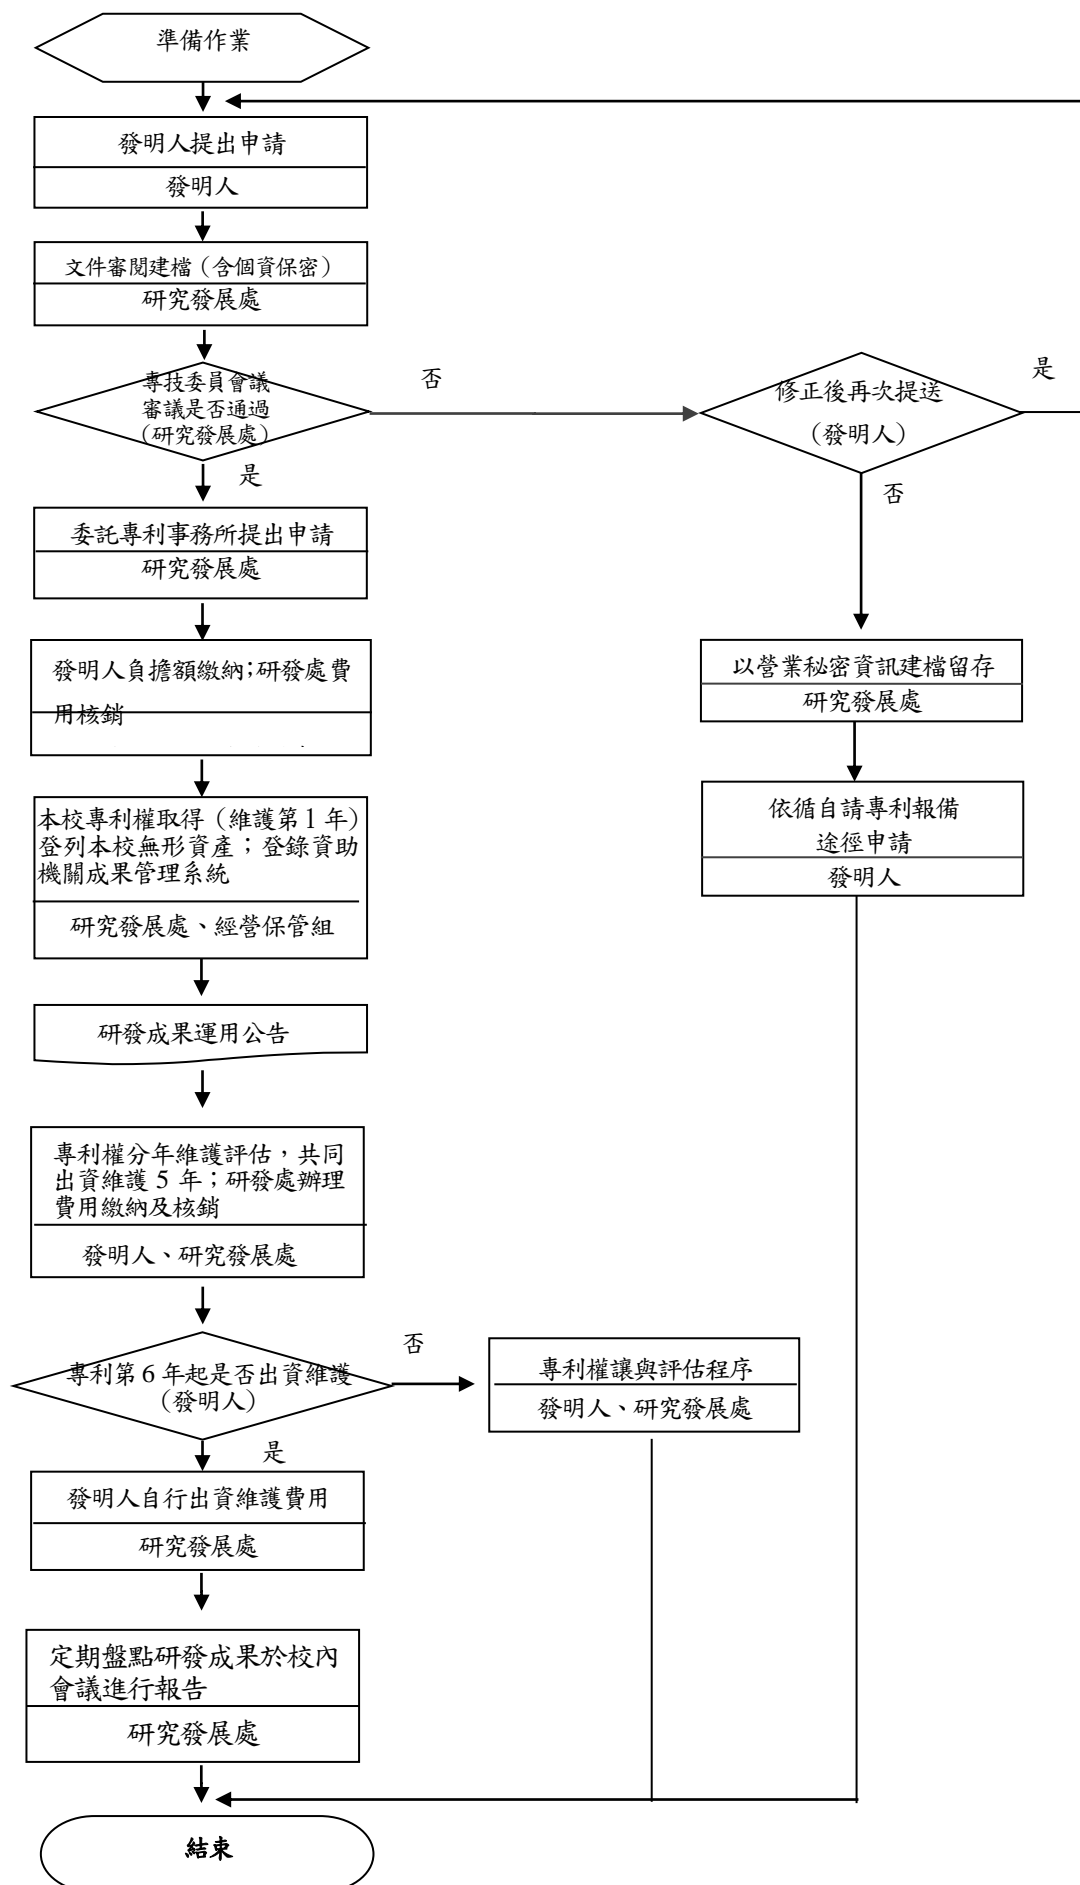 準備作業
發明人提出申請
發明人
文件審閱建檔（含個資保密）
研究發展處
專技委員會議
審議是否通過
（研究發展處）
否
是
修正後再次提送
（發明人）
是
否
委託專利事務所提出申請
研究發展處
發明人負擔額繳納;研發處費
用核銷
以營業秘密資訊建檔留存
研究發展處
依循自請專利報備
途徑申請
發明人
本校專利權取得（維護第1年）
登列本校無形資產；登錄資助
機關成果管理系統
研究發展處、經營保管組
研發成果運用公告
專利權分年維護評估，共同
出資維護 5 年；研發處辦理
費用繳納及核銷
發明人、研究發展處
專利第 6 年起是否出資維護
（發明人）
否
是
專利權讓與評估程序
發明人、研究發展處
發明人自行出資維護費用
研究發展處
定期盤點研發成果於校內
會議進行報告
研究發展處
結束